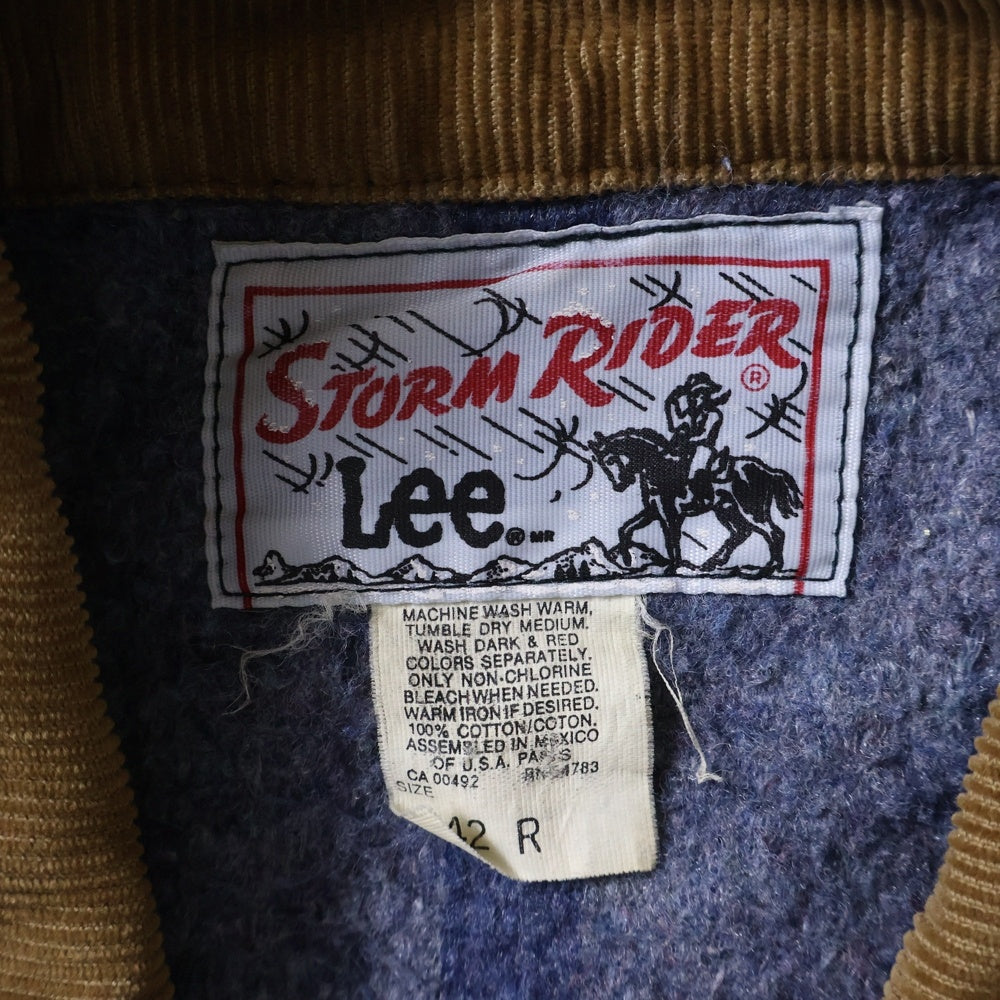 STORM RIDER ®
Lee ® MR
MACHINE WASH WARM,
TUMBLE DRY MEDIUM.
WASH DARK & RED
COLORS SEPARATELY.
ONLY NON-CHLORINE
BLEACH WHEN NEEDED.
WARM IRON IF DESIRED.
100% COTTON/COTON.
ASSEMBLED IN MEXICO
OF U.S.A. PARTS
CA 00492
SIZE
42 R